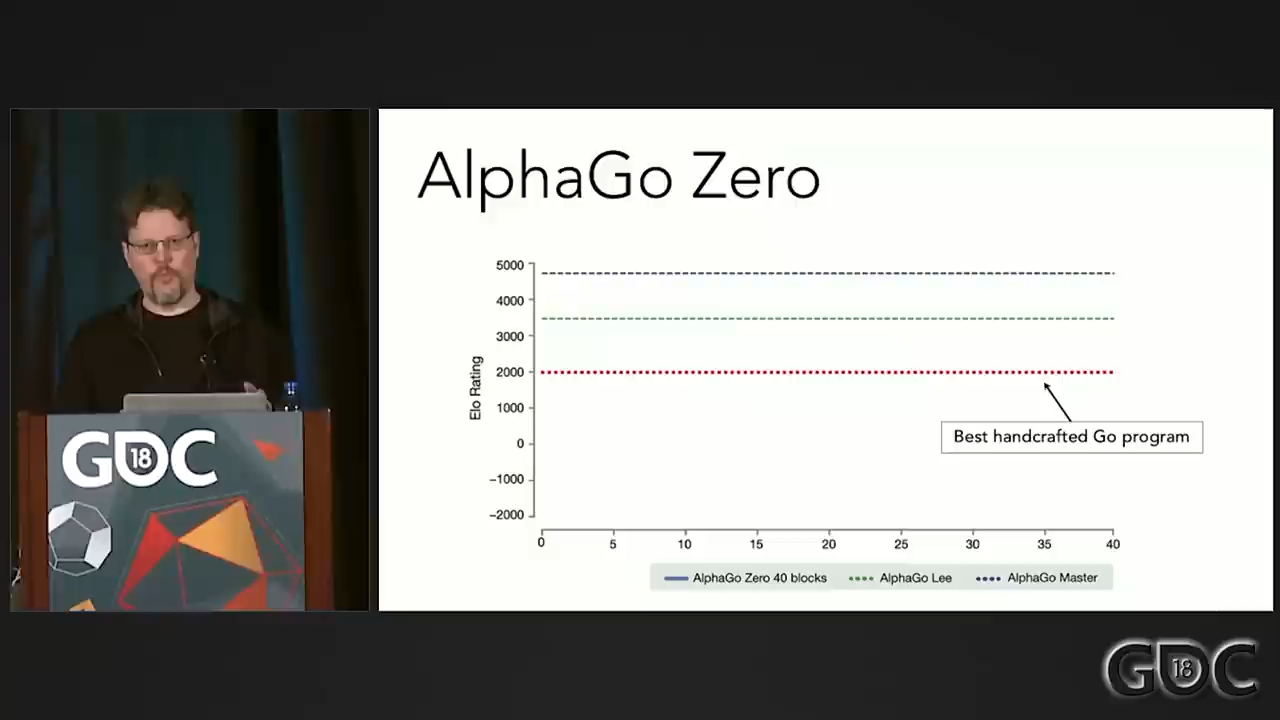 AlphaGo Zero
5000
4000
3000
2000
1000
0
−1000
−2000
Elo Rating
Best handcrafted Go program
0 5 10 15 20 25 30 35 40
AlphaGo Zero 40 blocks AlphaGo Lee AlphaGo Master
GDC 18
GDC 18